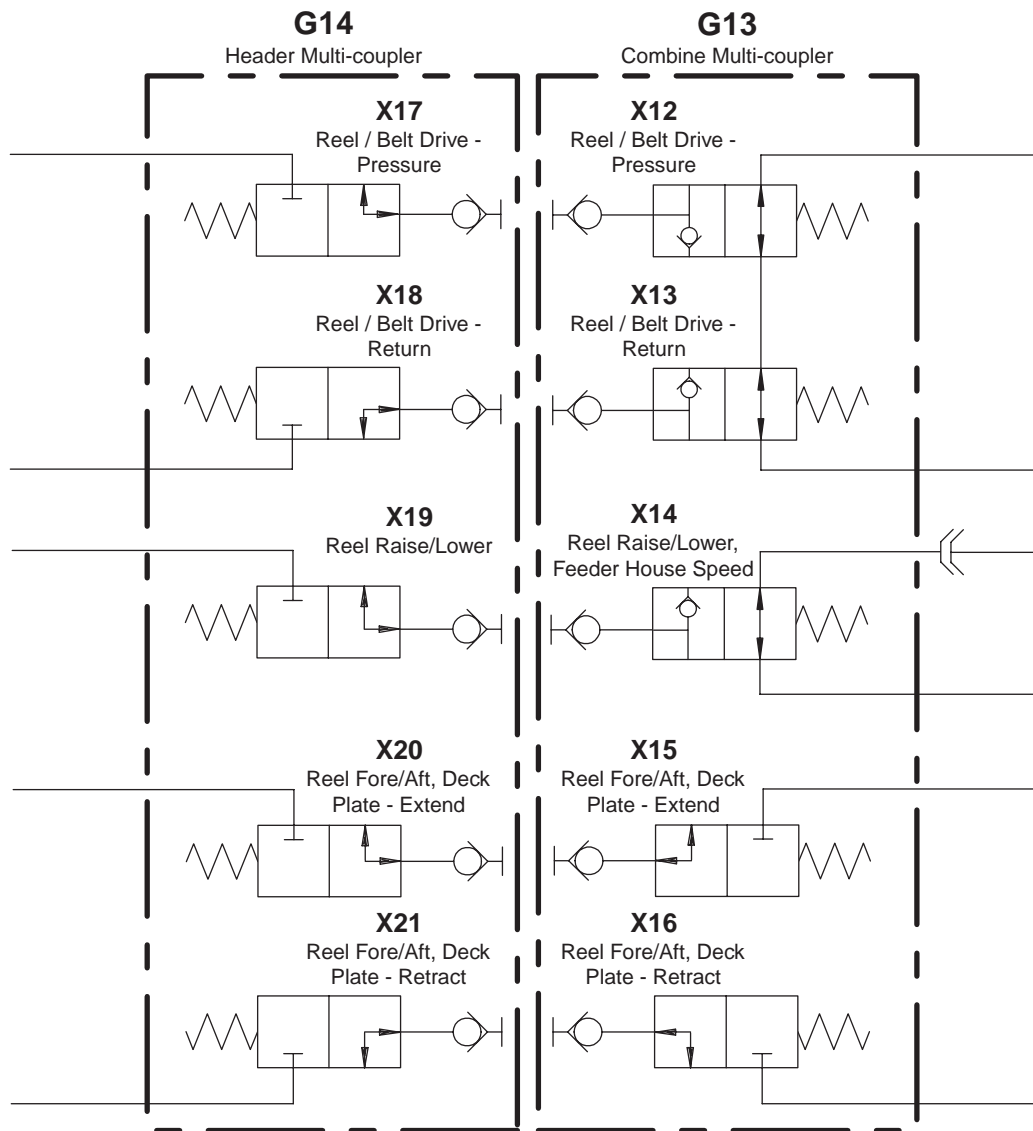 G14
Header Multi-coupler
G13
Combine Multi-coupler
X17
Reel / Belt Drive -
Pressure
X12
Reel / Belt Drive -
Pressure
X18
Reel / Belt Drive -
Return
X13
Reel / Belt Drive -
Return
X19
Reel Raise/Lower
X14
Reel Raise/Lower,
Feeder House Speed
X20
Reel Fore/Aft, Deck
Plate - Extend
X15
Reel Fore/Aft, Deck
Plate - Extend
X21
Reel Fore/Aft, Deck
Plate - Retract
X16
Reel Fore/Aft, Deck
Plate - Retract